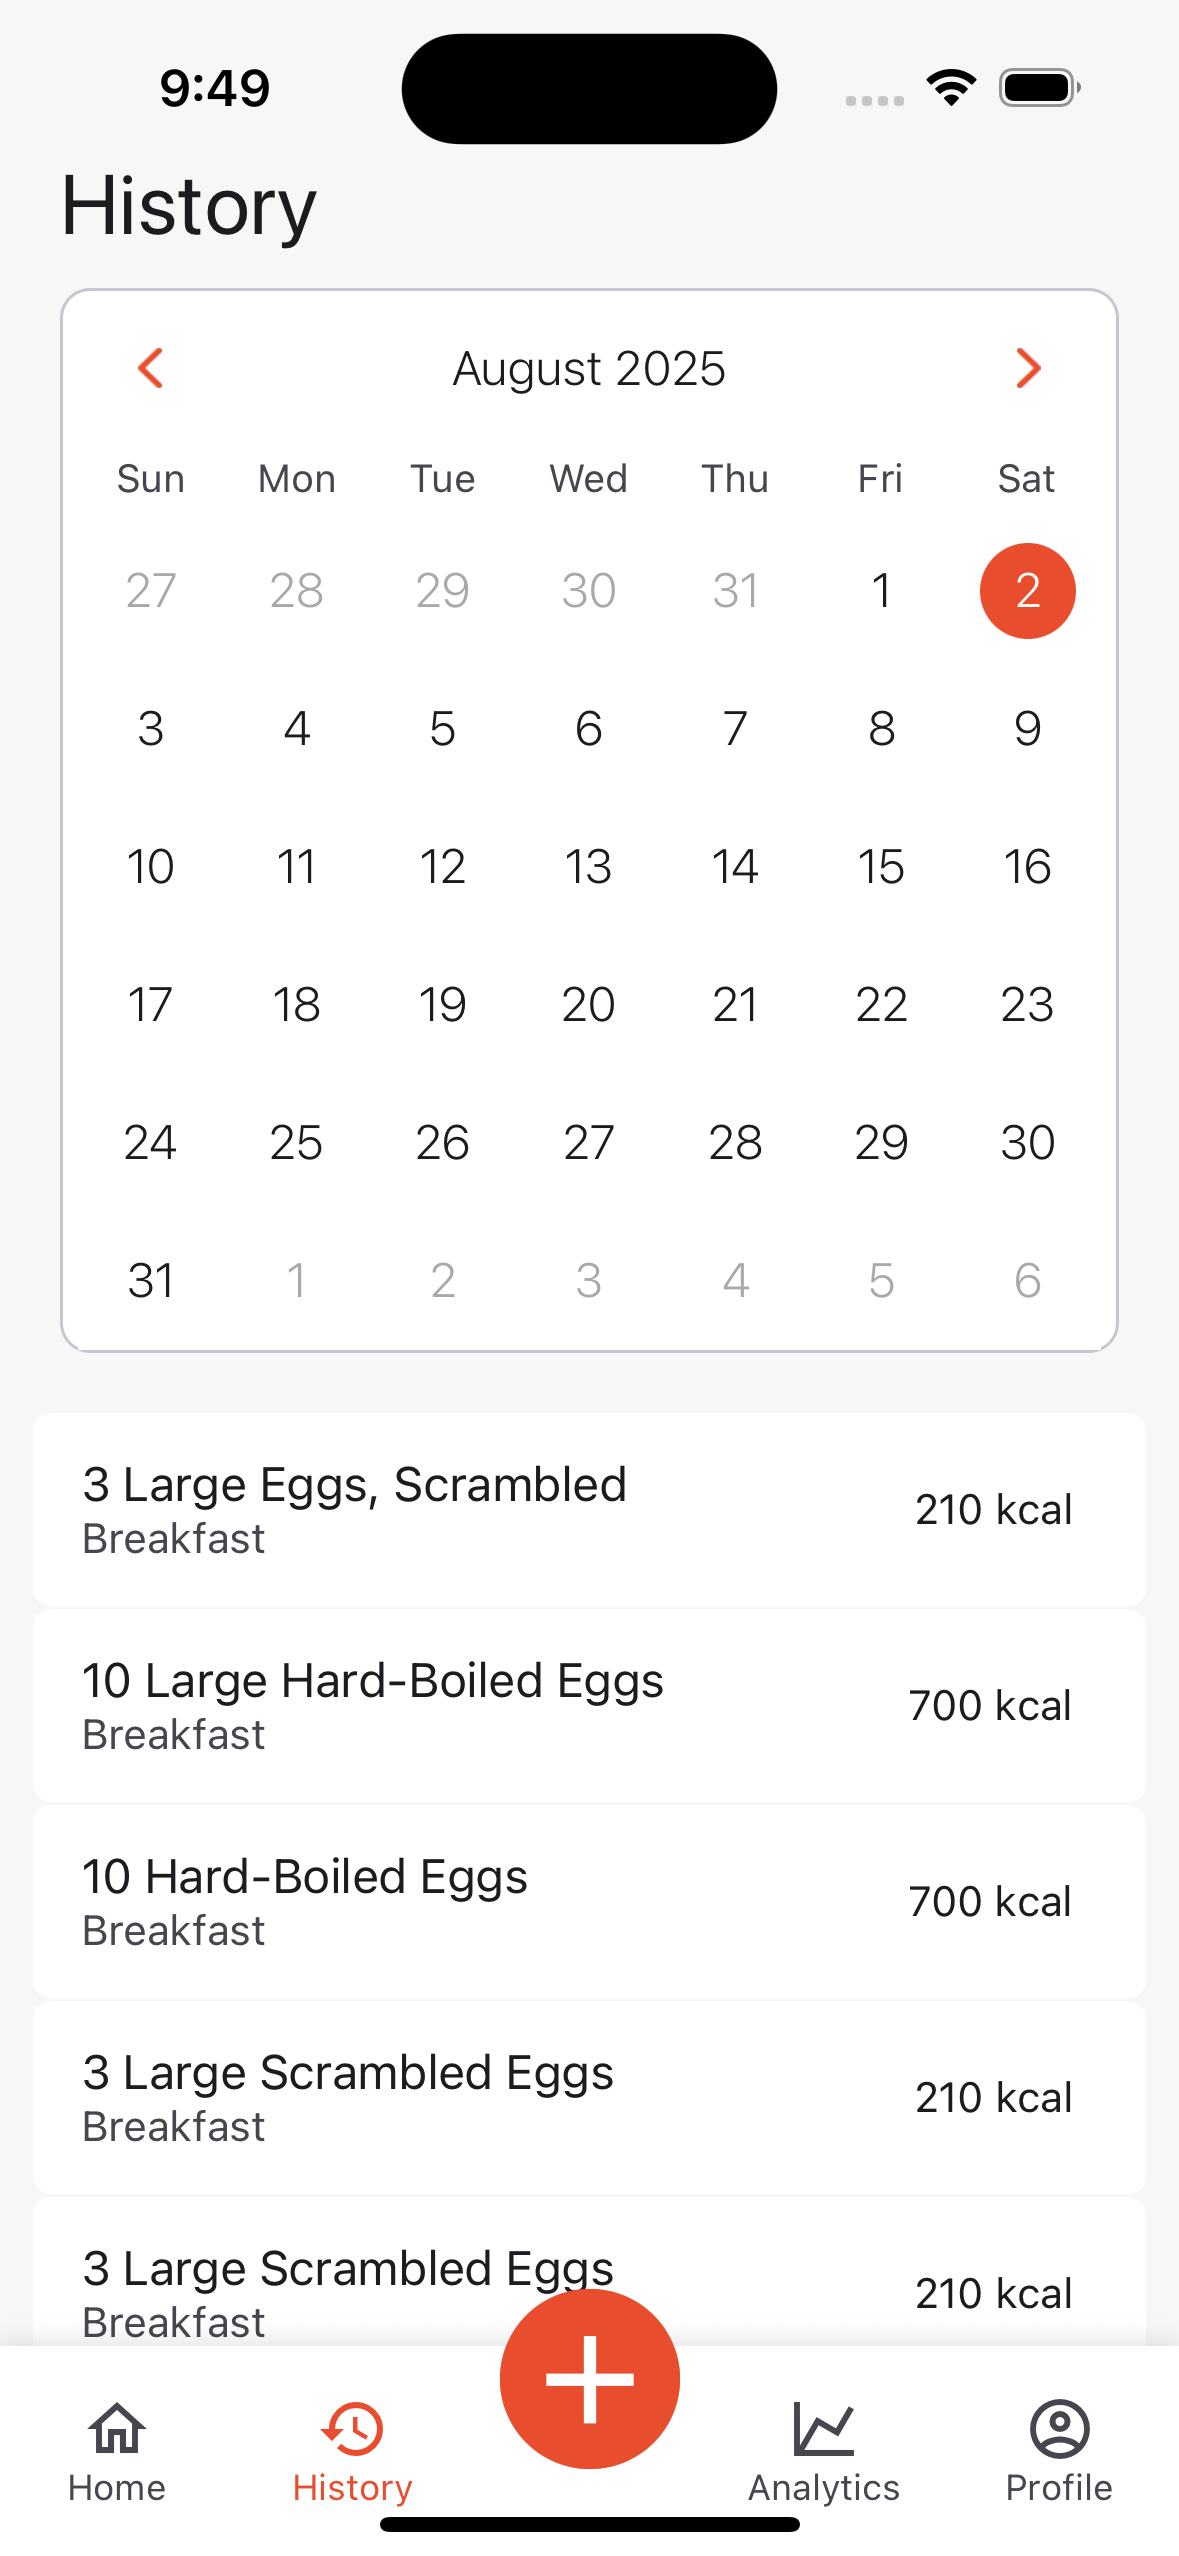 9:49
History
August 2025
Sun Mon Tue Wed Thu Fri Sat
27 28 29 30 31 1 2
3 4 5 6 7 8 9
10 11 12 13 14 15 16
17 18 19 20 21 22 23
24 25 26 27 28 29 30
31 1 2 3 4 5 6
3 Large Eggs, Scrambled
Breakfast
210 kcal
10 Large Hard-Boiled Eggs
Breakfast
700 kcal
10 Hard-Boiled Eggs
Breakfast
700 kcal
3 Large Scrambled Eggs
Breakfast
210 kcal
3 Large Scrambled Eggs
Breakfast
210 kcal
Home History Analytics Profile